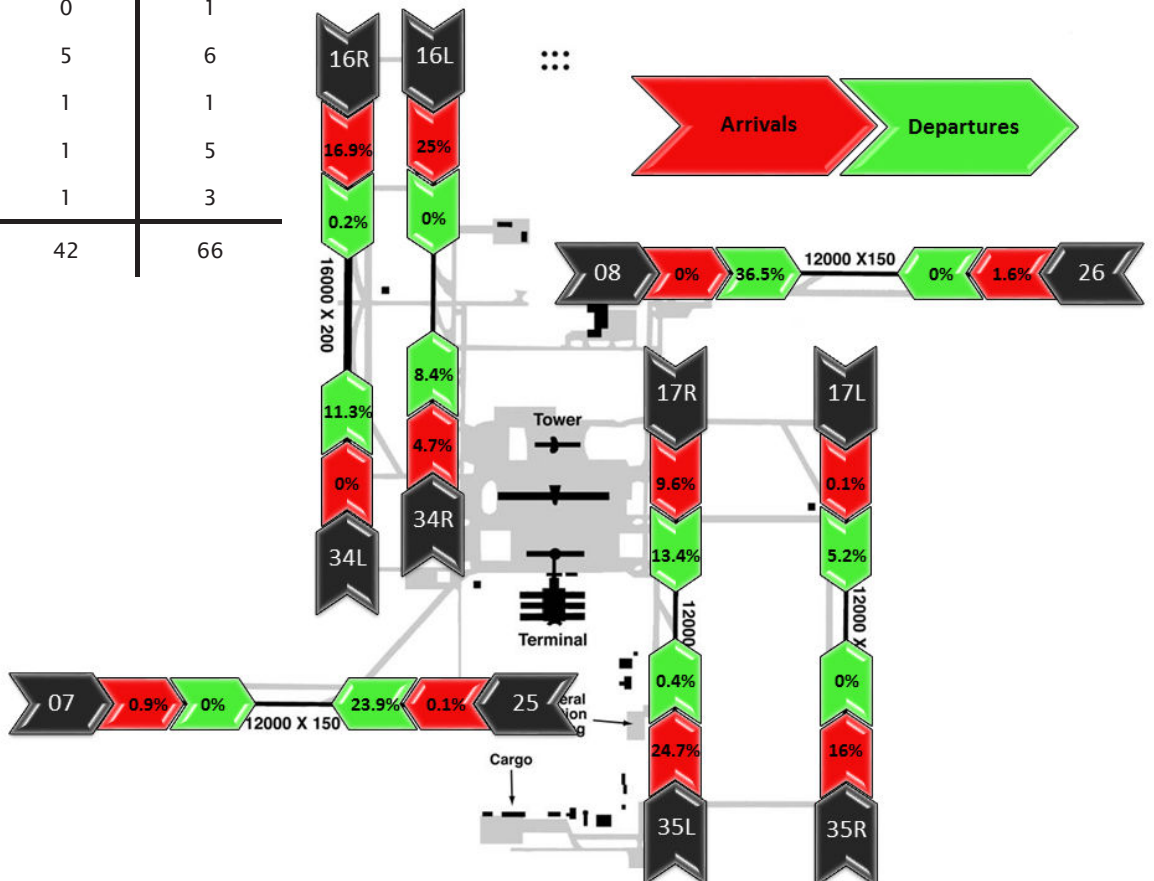 0 1
5 6
1 1
1 5
1 3
42 66
16R 16L
Arrivals Departures
16.9% 25%
0.2% 0%
16000 X 200
08 0% 36.5% 12000 X150 0% 1.6% 26
11.3% 8.4%
0% 4.7%
34L 34R
Tower
17R 17L
9.6% 0.1%
13.4% 5.2%
12000 12000 X
0.4% 0%
24.7% 16%
35L 35R
Terminal
07 0.9% 0% 12000 X 150 23.9% 0.1% 25
Cargo